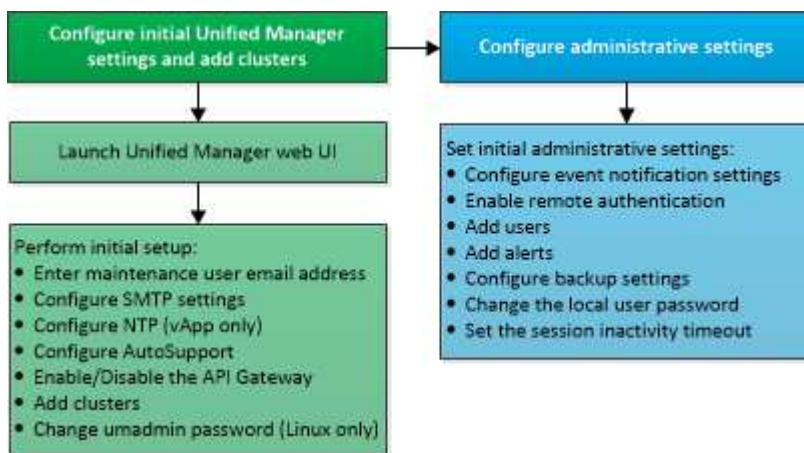 Configure initial Unified Manager
settings and add clusters
Configure administrative settings
Launch Unified Manager web UI
Perform initial setup:
• Enter maintenance user email address
• Configure SMTP settings
• Configure NTP (vApp only)
• Configure AutoSupport
• Enable/Disable the API Gateway
• Add clusters
• Change umadmin password (Linux only)
Set initial administrative settings:
• Configure event notification settings
• Enable remote authentication
• Add users
• Add alerts
• Configure backup settings
• Change the local user password
• Set the session inactivity timeout